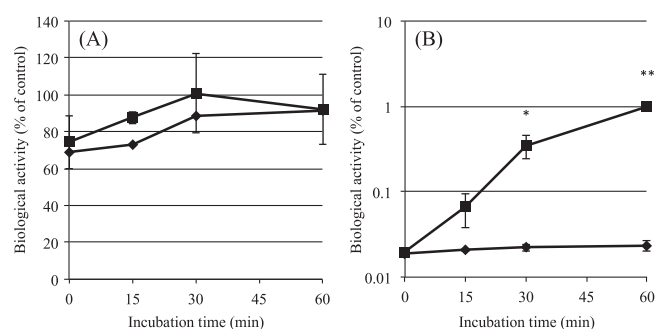 (A)
Biological activity (% of control)
140
120
100
80
60
40
20
0
0 15 30 45 60
Incubation time (min)
(B)
Biological activity (% of control)
10
1
0.1
0.01
*
**
0 15 30 45 60
Incubation time (min)